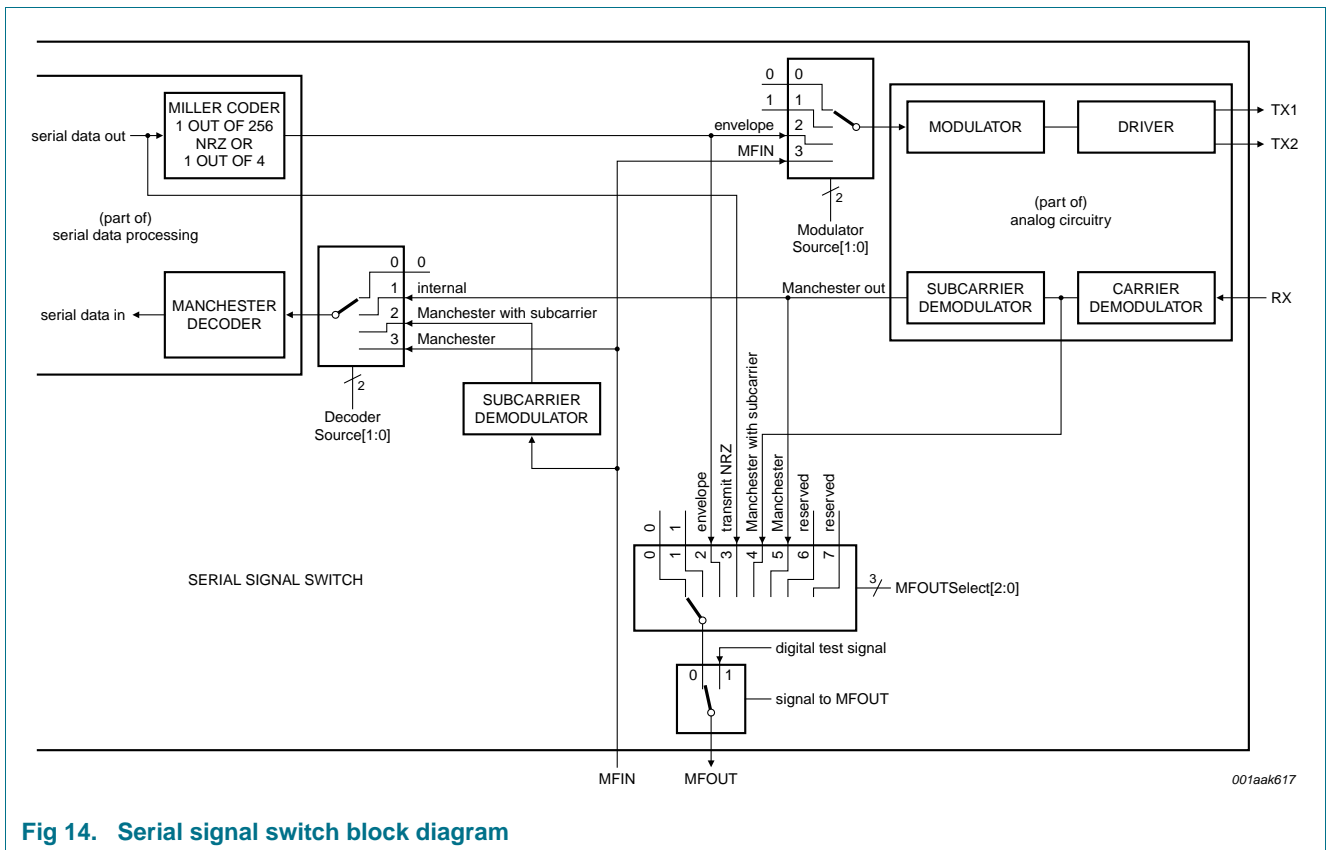 serial data out
MILLER CODER
1 OUT OF 256
NRZ OR
1 OUT OF 4
(part of)
serial data processing
serial data in
MANCHESTER
DECODER
0 0
1 internal
2 Manchester with subcarrier
3 Manchester
2
Decoder
Source[1:0]
SUBCARRIER
DEMODULATOR
0 0
1 1
envelope 2
MFIN 3
2
Modulator
Source[1:0]
MODULATOR
DRIVER
TX1
TX2
(part of)
analog circuitry
Manchester out
SUBCARRIER
DEMODULATOR
CARRIER
DEMODULATOR
RX
0 0
1 1
2 envelope
3 transmit NRZ
4 Manchester with subcarrier
5 Manchester
6 reserved
7 reserved
3
MFOUTSelect[2:0]
SERIAL SIGNAL SWITCH
digital test signal
0 1
signal to MFOUT
MFIN
MFOUT
001aak617
Fig 14. Serial signal switch block diagram